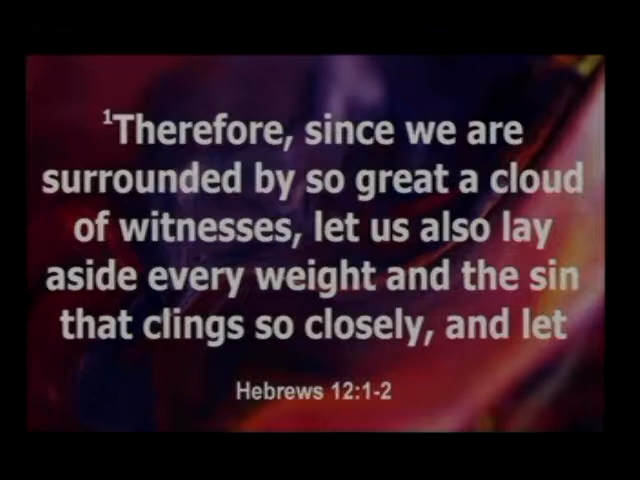 ¹Therefore, since we are
surrounded by so great a cloud
of witnesses, let us also lay
aside every weight and the sin
that clings so closely, and let
Hebrews 12:1-2